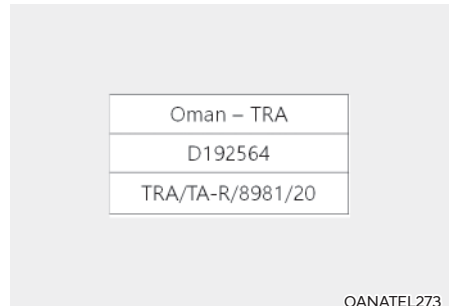 Oman – TRA
D192564
TRA/TA-R/8981/20
OANATEL273